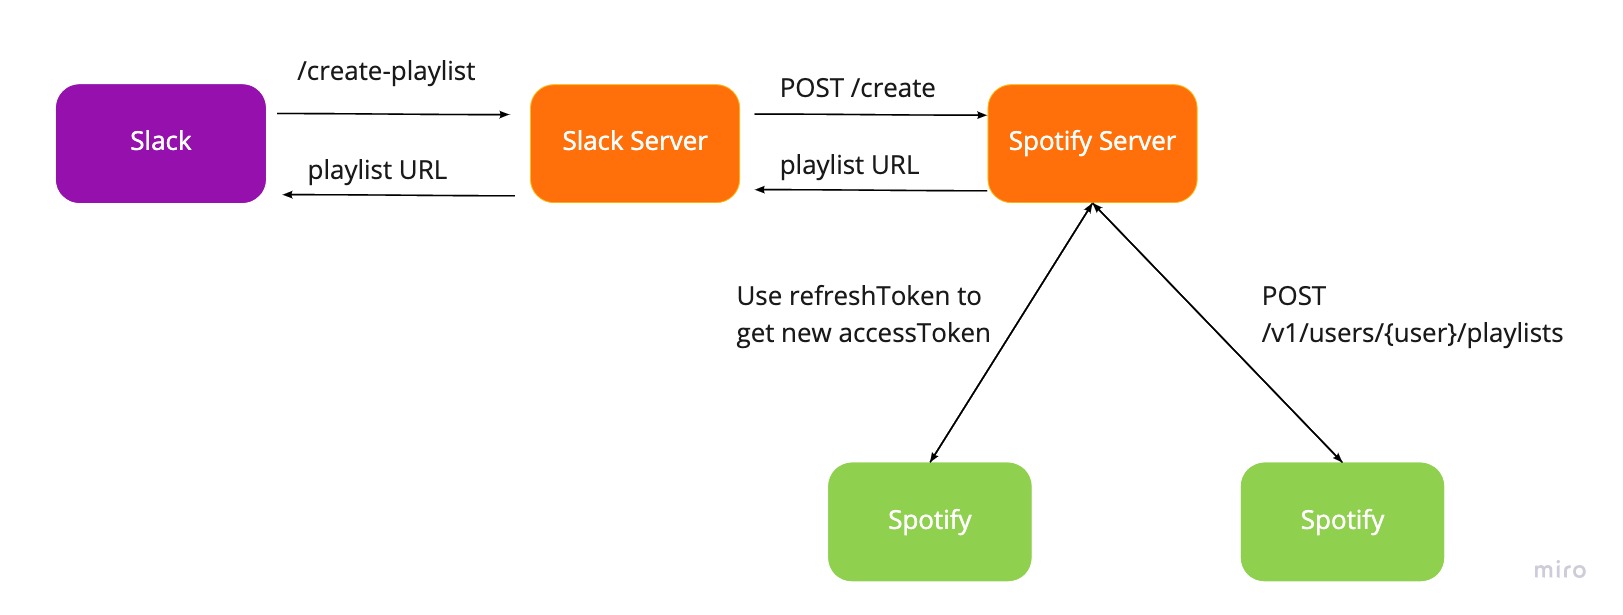 /create-playlist
POST /create
Slack
Slack Server
Spotify Server
playlist URL
playlist URL
Use refreshToken to
get new accessToken
POST
/v1/users/{user}/playlists
Spotify
Spotify
miro